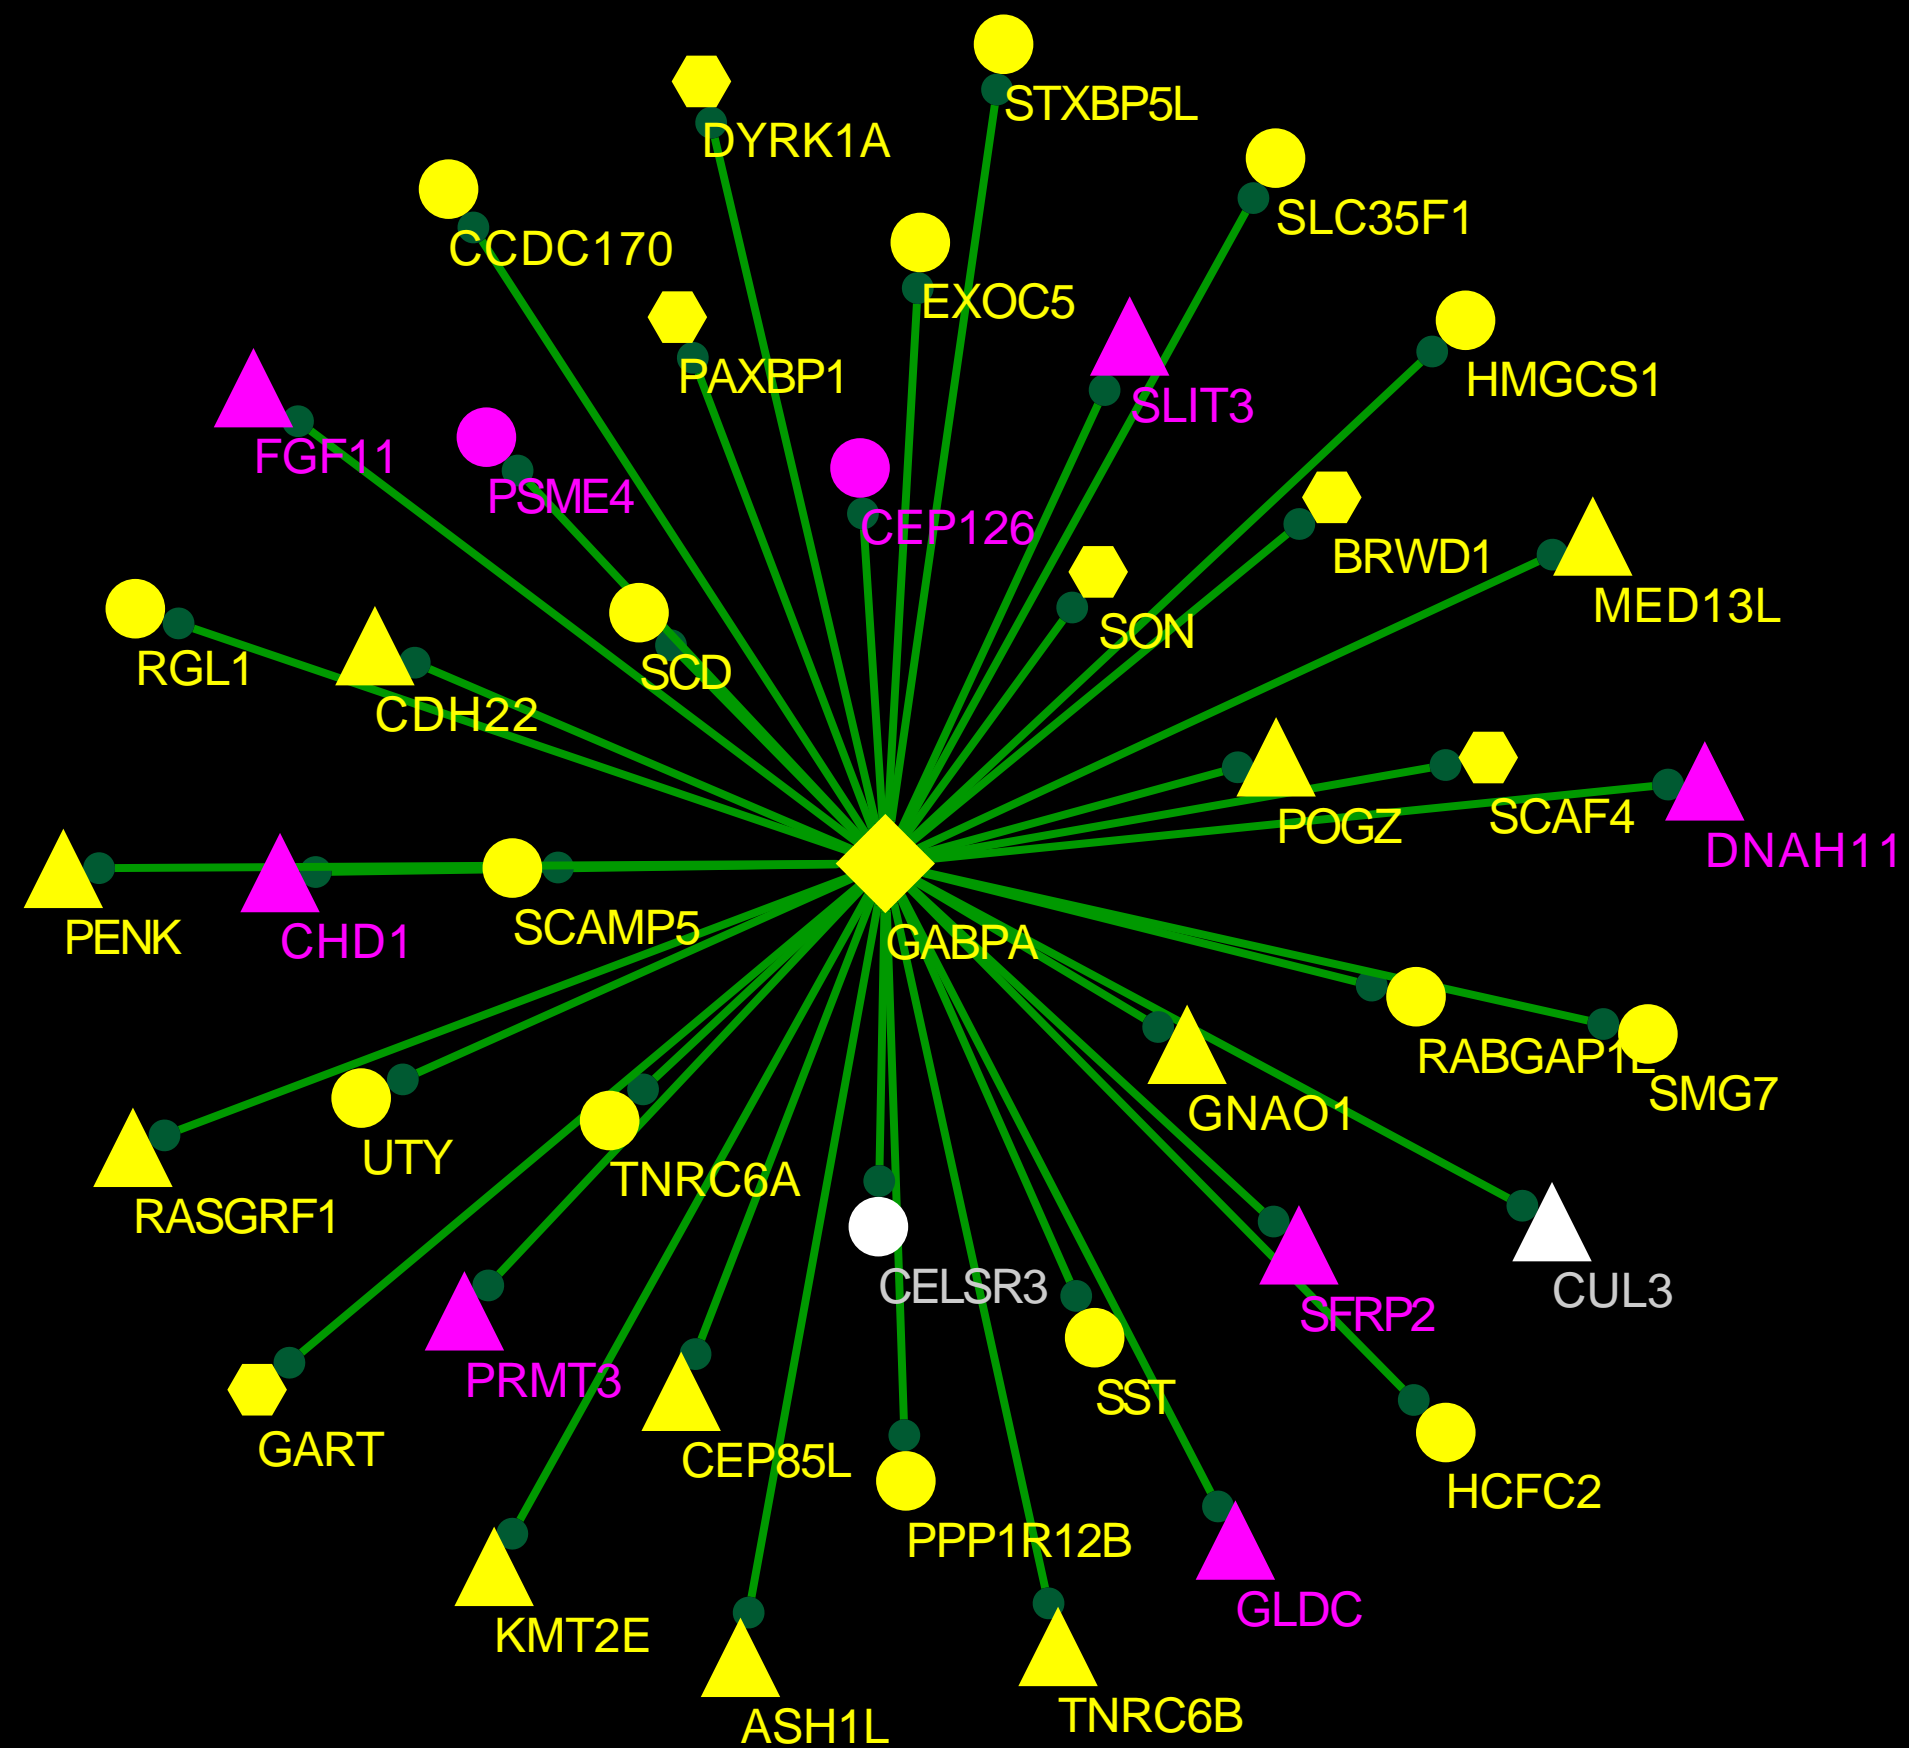 STXBP5L
DYRK1A
SLC35F1
CCDC170
EXOC5
PAXBP1
HMGCS1
SLIT3
FGF11
PSME4
CEP126
BRWD1
MED13L
SON
RGL1
SCD
CDH22
SCAF4
POGZ
DNAH11
PENK
CHD1
SCAMP5
GABPA
RABGAP1L
SMG7
GNAO1
UTY
TNRC6A
RASGRF1
CELSR3
CUL3
SFRP2
PRMT3
SST
GART
CEP85L
HCFC2
PPP1R12B
GLDC
KMT2E
TNRC6B
ASH1L